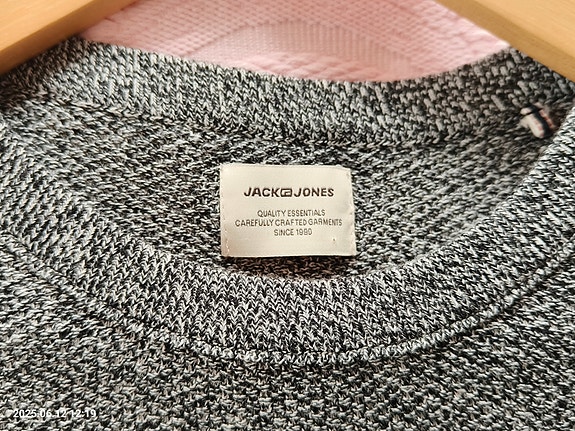 JACK & JONES
QUALITY ESSENTIALS
CAREFULLY CRAFTED GARMENTS
SINCE 1990
2025.06.12 12:19